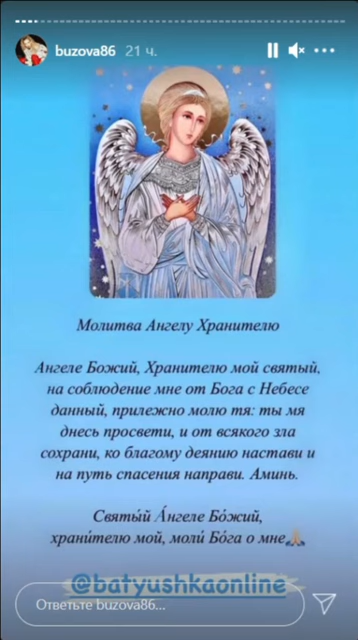 buzova86 21 ч.
Молитва Ангелу Хранителю
Ангеле Божий, Хранителю мой святый,
на соблюдение мне от Бога с Небесе
данный, прилежно молю тя: ты мя
днесь просвети, и от всякого зла
сохрани, ко благому деянию настави и
на путь спасения направи. Аминь.
Святы́й А́нгеле Бо́жий,
храни́телю мой, моли́ Бо́га о мне🙏🏼
@batyushkaonline
Ответьте buzova86...